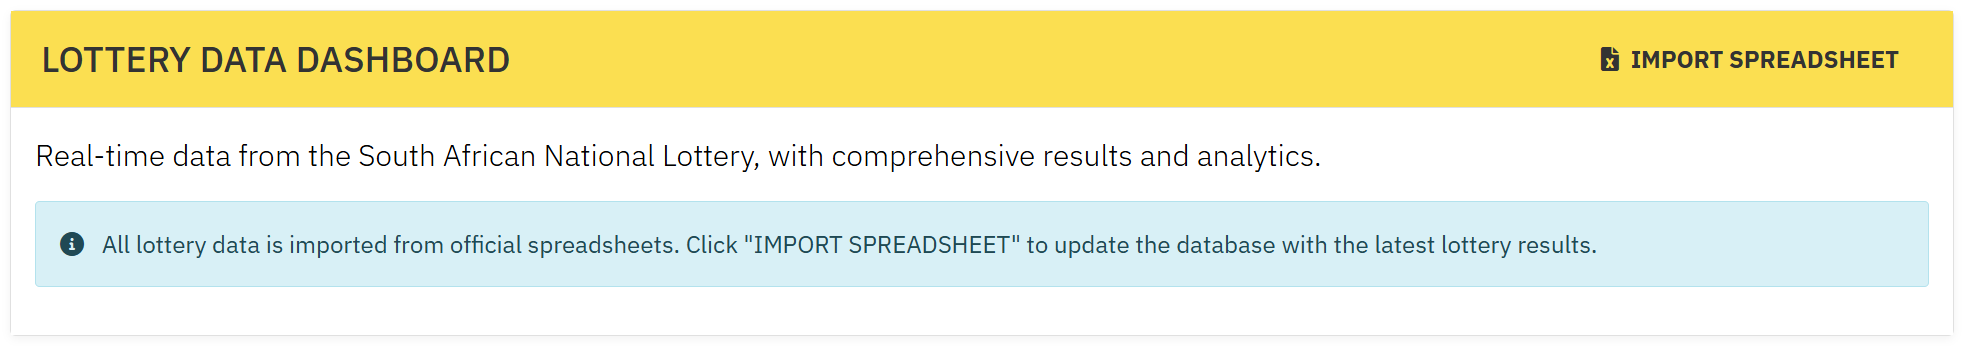 LOTTERY DATA DASHBOARD
IMPORT SPREADSHEET
Real-time data from the South African National Lottery, with comprehensive results and analytics.
All lottery data is imported from official spreadsheets. Click "IMPORT SPREADSHEET" to update the database with the latest lottery results.